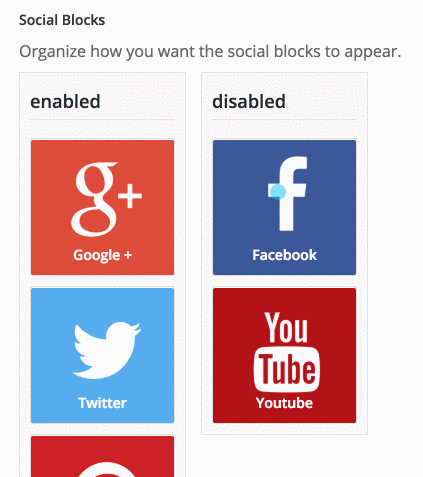 Social Blocks
Organize how you want the social blocks to appear.
enabled
g+
Google +
Twitter
disabled
f
Facebook
You
Tube
Youtube